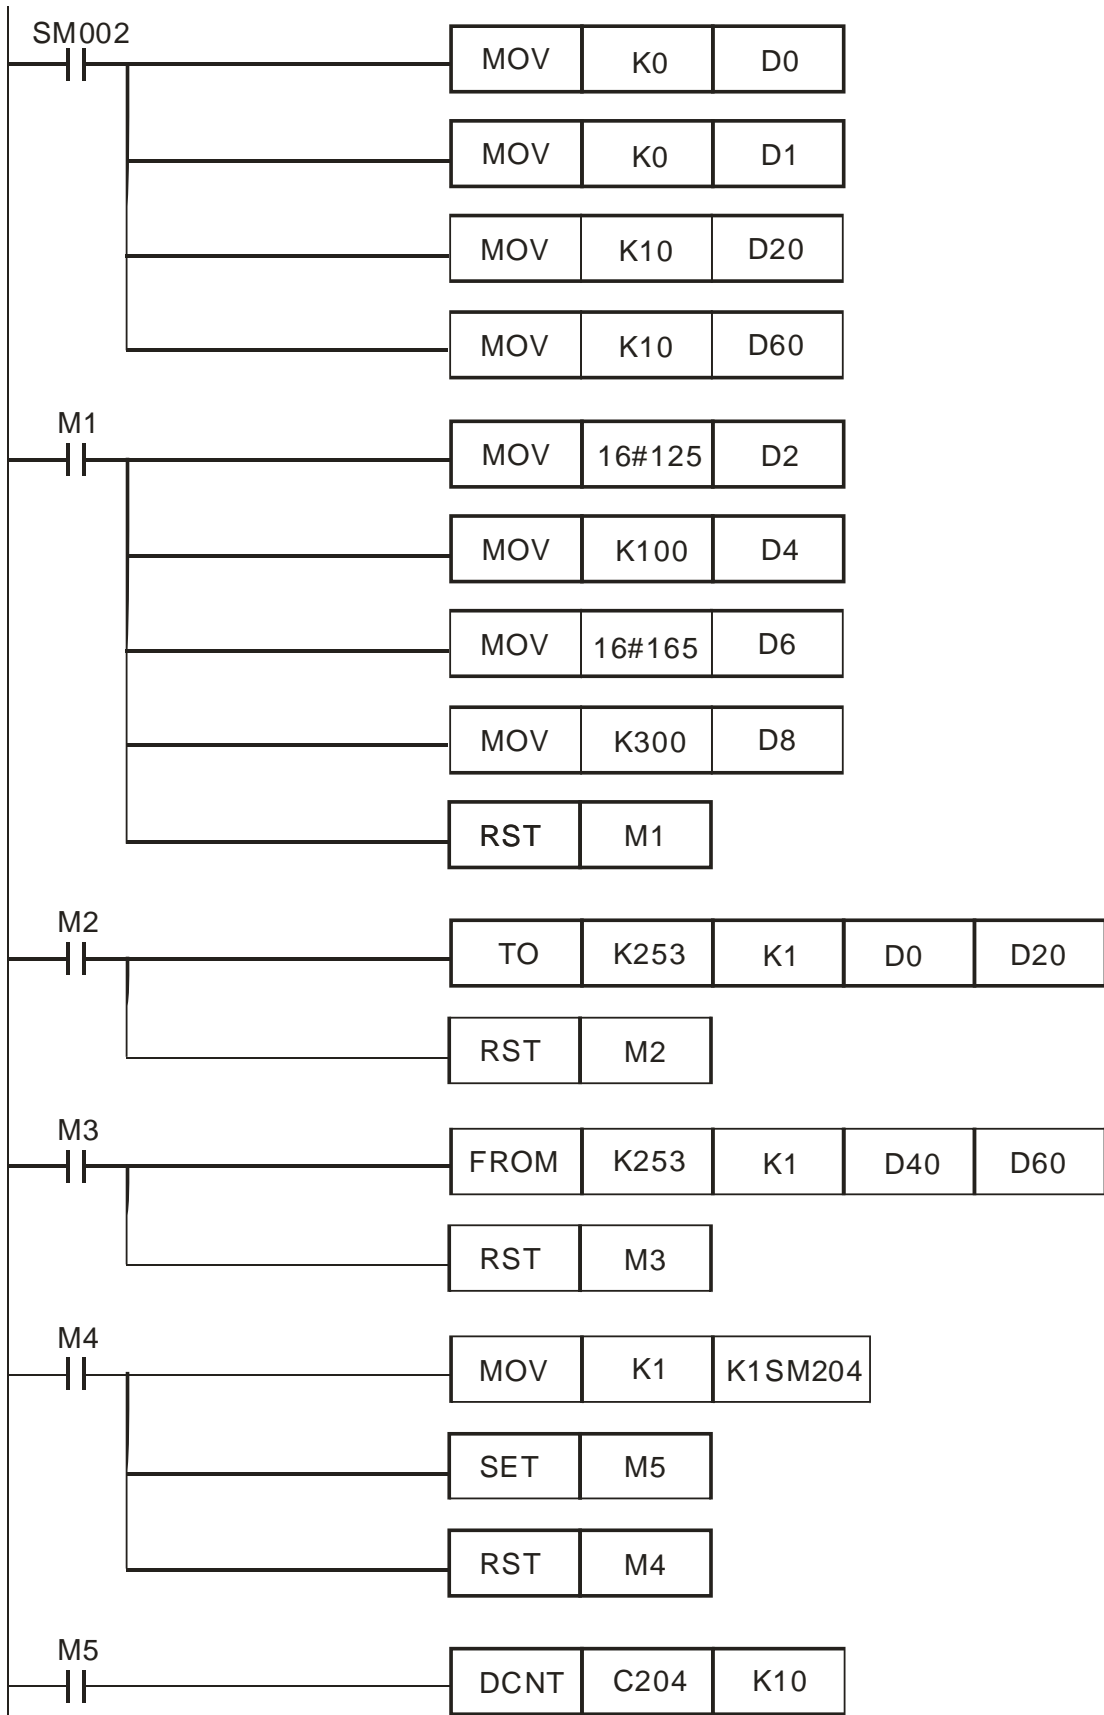 SM002
MOV K0 D0
MOV K0 D1
MOV K10 D20
MOV K10 D60
M1
MOV 16#125 D2
MOV K100 D4
MOV 16#165 D6
MOV K300 D8
RST M1
M2
TO K253 K1 D0 D20
RST M2
M3
FROM K253 K1 D40 D60
RST M3
M4
MOV K1 K1SM204
SET M5
RST M4
M5
DCNT C204 K10